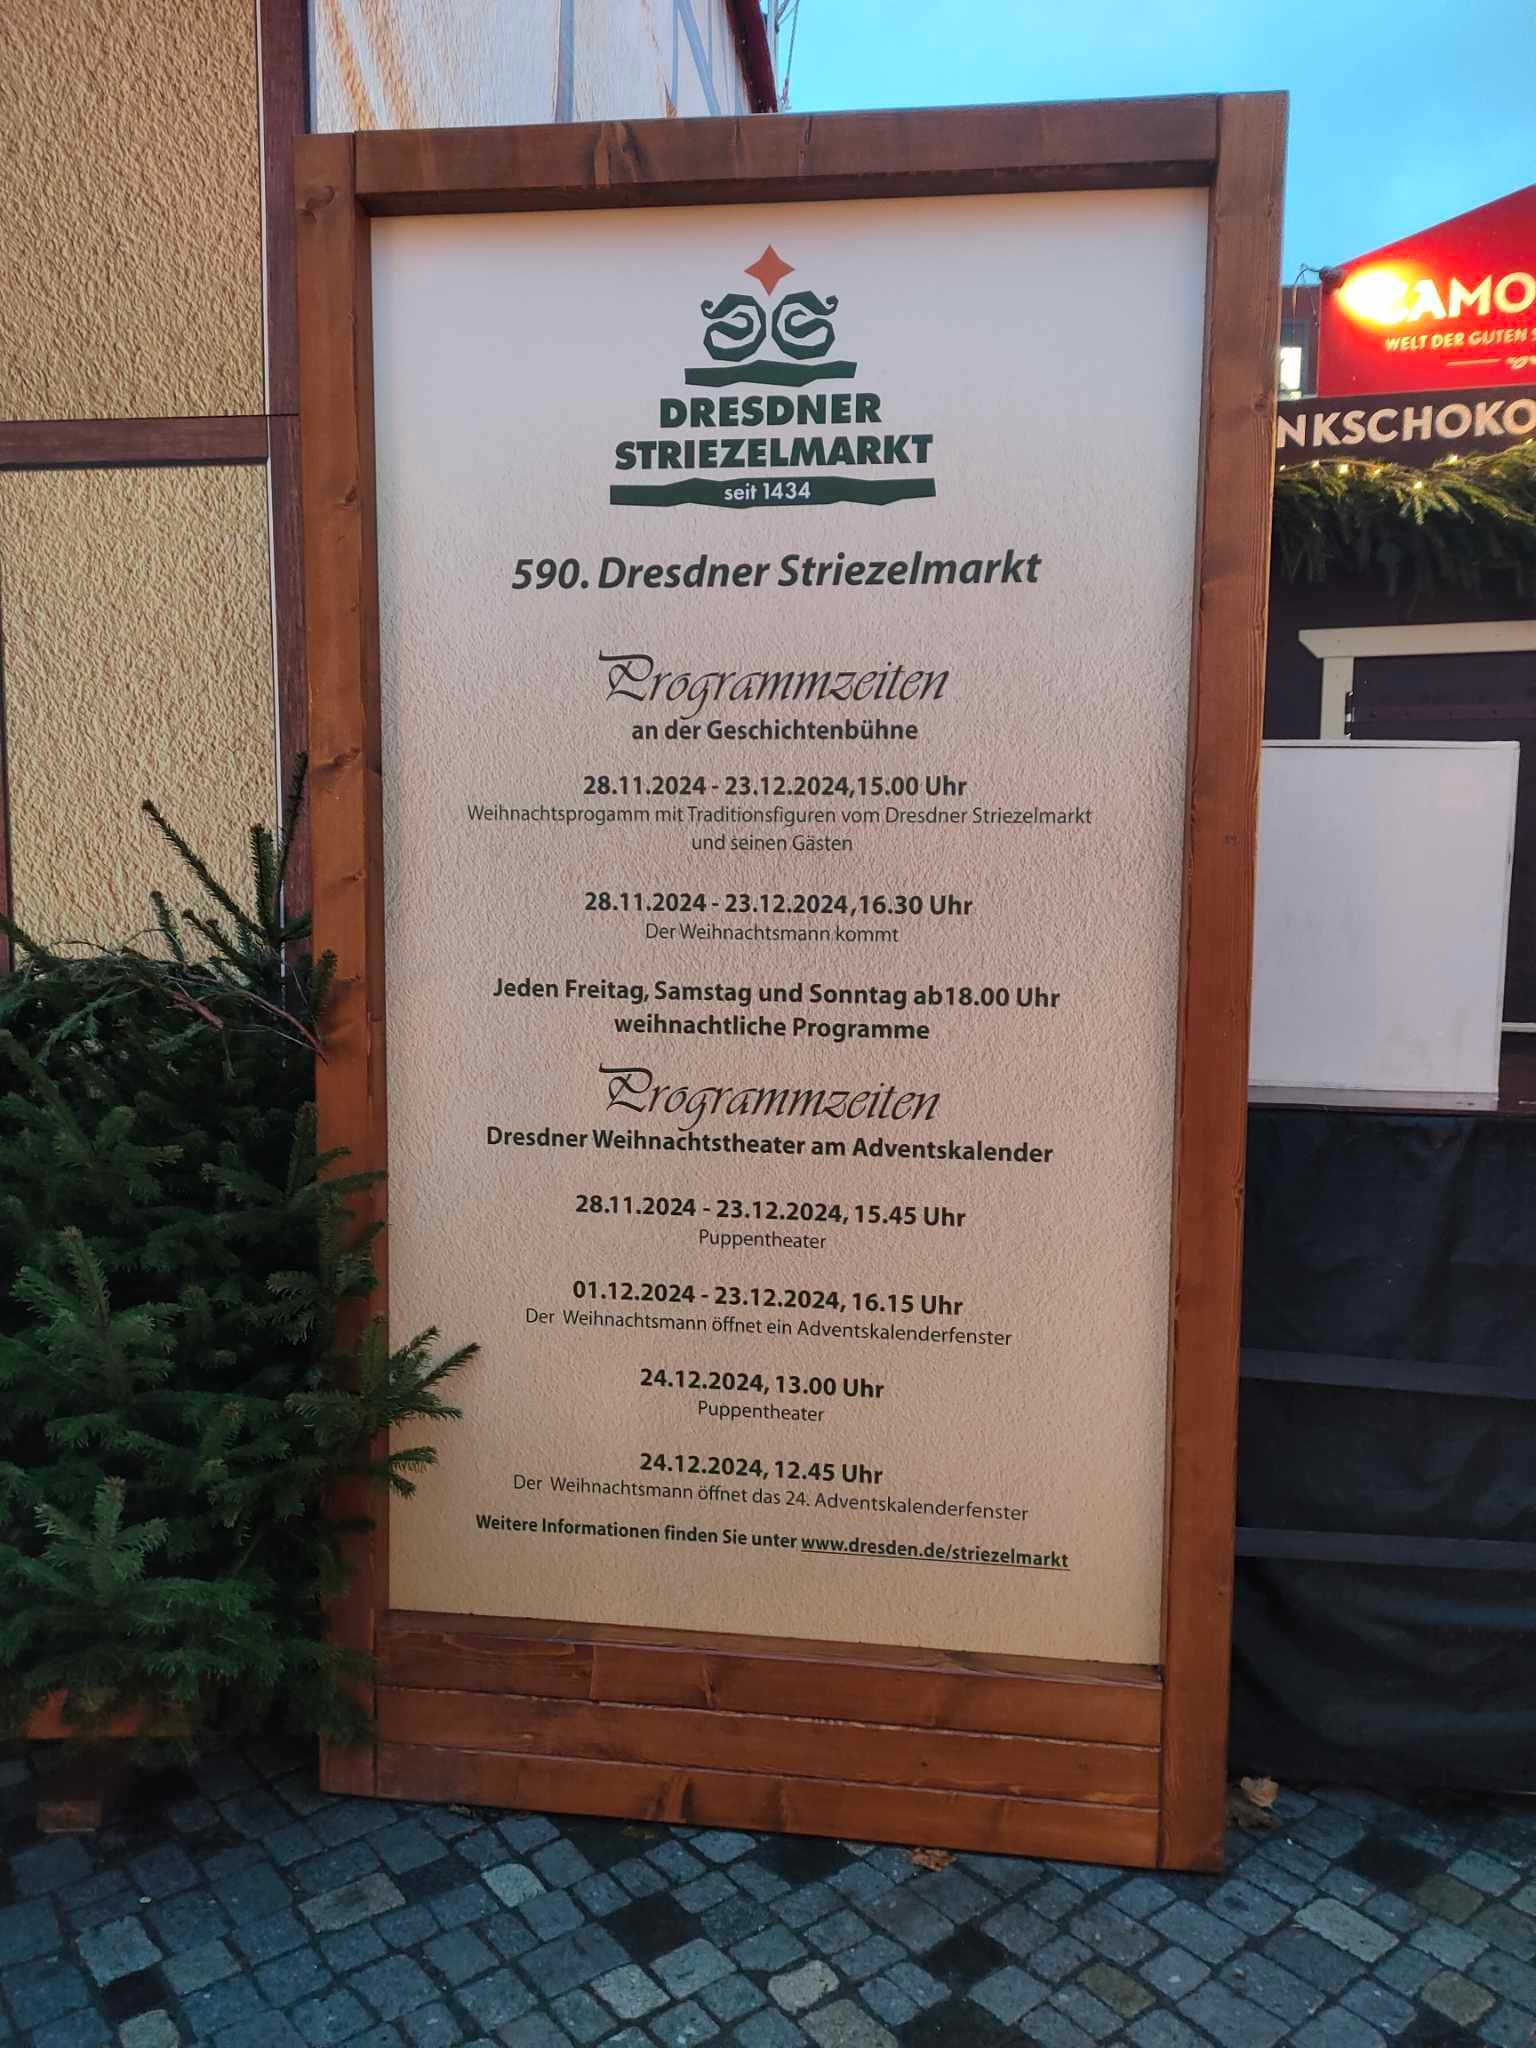 DRESDNER
STRIEZELMARKT
seit 1434
590. Dresdner Striezelmarkt
Programmzeiten
an der Geschichtenbühne
28.11.2024 - 23.12.2024,15.00 Uhr
Weihnachtsprogamm mit Traditionsfiguren vom Dresdner Striezelmarkt
und seinen Gästen
28.11.2024 - 23.12.2024,16.30 Uhr
Der Weihnachtsmann kommt
Jeden Freitag, Samstag und Sonntag ab18.00 Uhr
weihnachtliche Programme
Programmzeiten
Dresdner Weihnachtstheater am Adventskalender
28.11.2024 - 23.12.2024, 15.45 Uhr
Puppentheater
01.12.2024 - 23.12.2024, 16.15 Uhr
Der Weihnachtsmann öffnet ein Adventskalenderfenster
24.12.2024, 13.00 Uhr
Puppentheater
24.12.2024, 12.45 Uhr
Der Weihnachtsmann öffnet das 24. Adventskalenderfenster
Weitere Informationen finden Sie unter www.dresden.de/striezelmarkt
AMO
WELT DER GUTEN S
NKSCHOKO